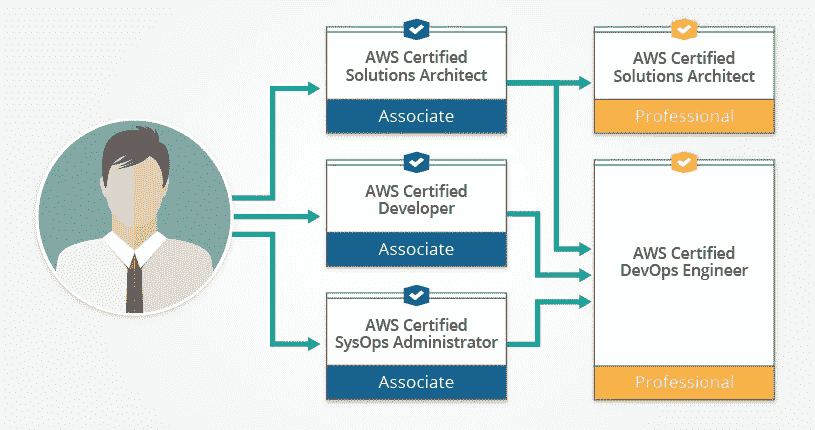 AWS Certified
Solutions Architect
Associate
AWS Certified
Solutions Architect
Professional
AWS Certified
Developer
Associate
AWS Certified
SysOps Administrator
Associate
AWS Certified
DevOps Engineer
Professional